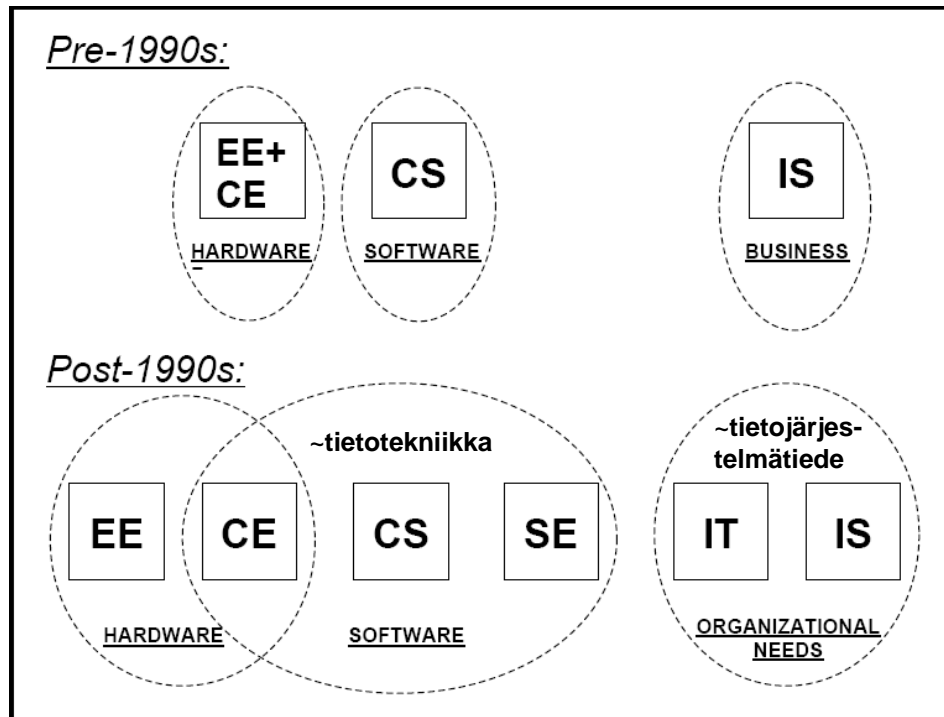 Pre-1990s:
EE+
CE
CS
IS
HARDWARE
SOFTWARE
BUSINESS
Post-1990s:
~tietotekniikka
~tietojärjes-
telmätiede
EE
CE
CS
SE
IT
IS
HARDWARE
SOFTWARE
ORGANIZATIONAL
NEEDS